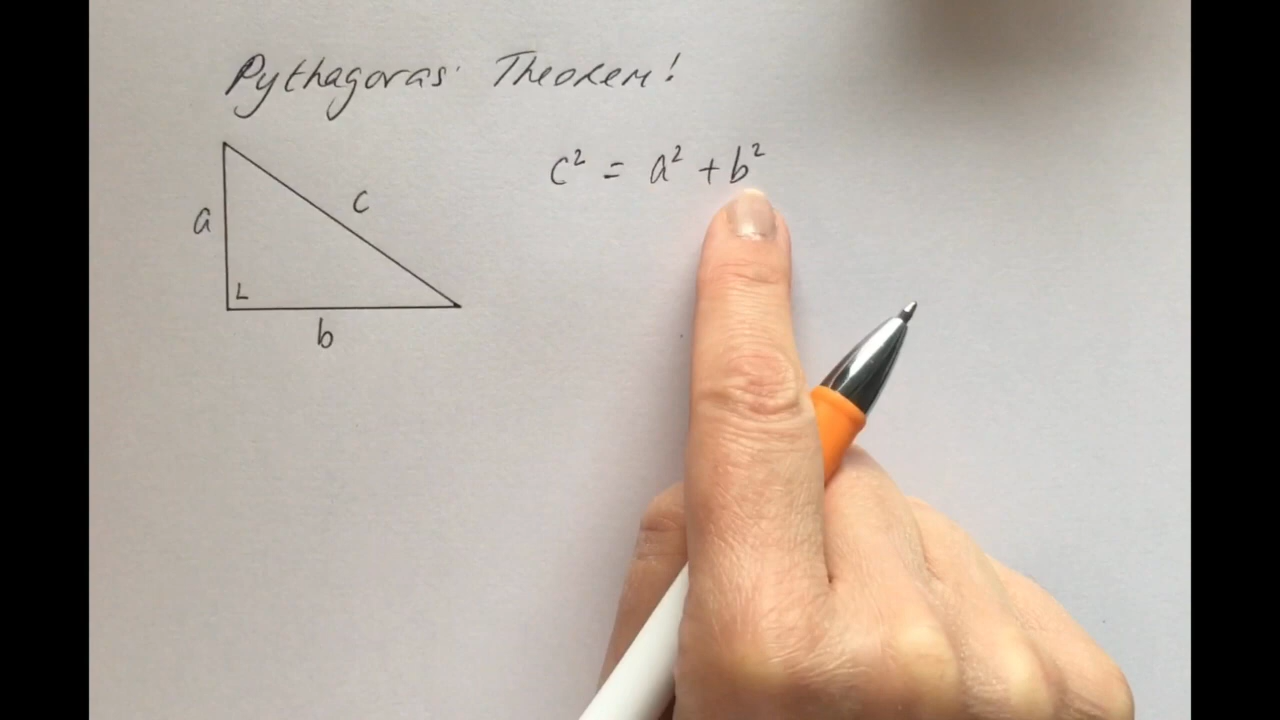 Pythagoras' Theorem!
c² = a² + b²
a
c
b